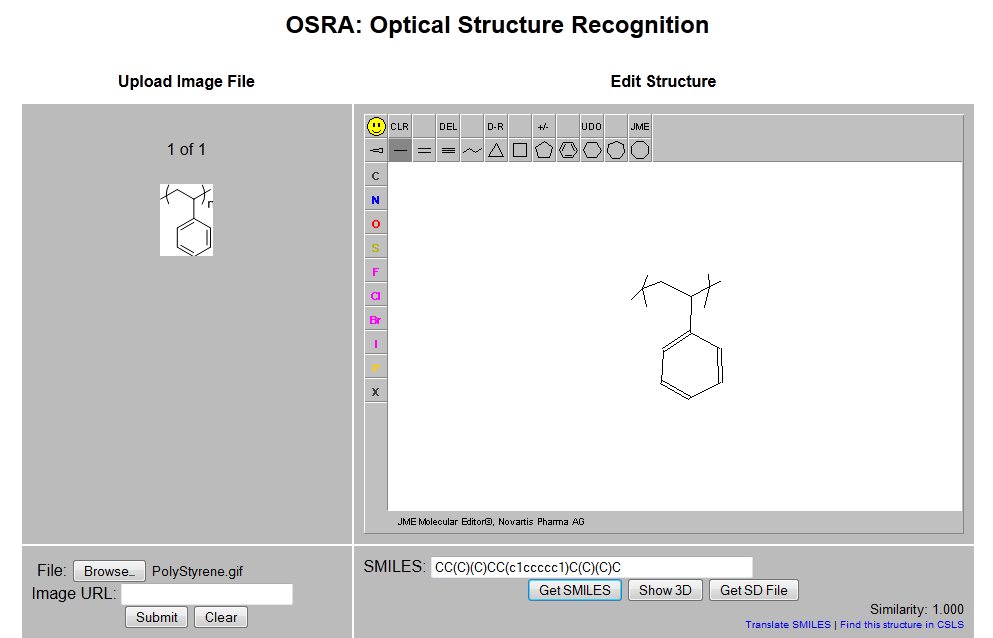 OSRA: Optical Structure Recognition
Upload Image File
Edit Structure
1 of 1
n
CLR DEL D-R +/- UDO JME
C
N
O
S
F
Cl
Br
I
P
X
JME Molecular Editor©, Novartis Pharma AG
File: Browse... PolyStyrene.gif
Image URL:
Submit Clear
SMILES: CC(C)(C)CC(c1ccccc1)C(C)(C)C
Get SMILES Show 3D Get SD File
Similarity: 1.000
Translate SMILES | Find this structure in CSLS